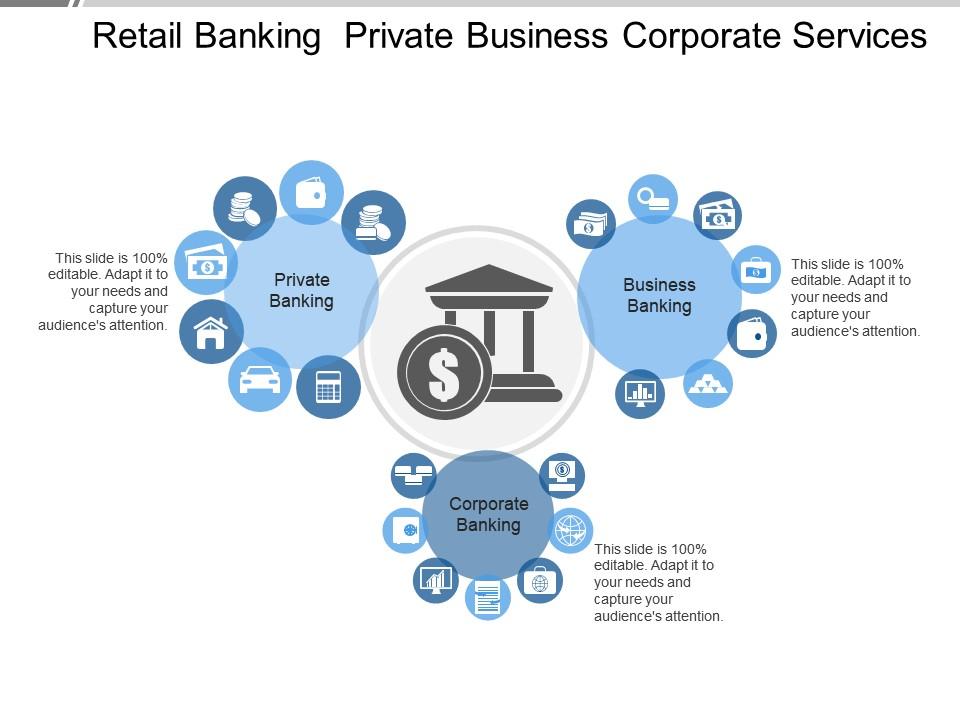 Retail Banking  Private Business Corporate Services
This slide is 100%
editable. Adapt it to
your needs and
capture your
audience's attention.
Private
Banking
Business
Banking
This slide is 100%
editable. Adapt it to
your needs and
capture your
audience's attention.
$
Corporate
Banking
This slide is 100%
editable. Adapt it to
your needs and
capture your
audience's attention.